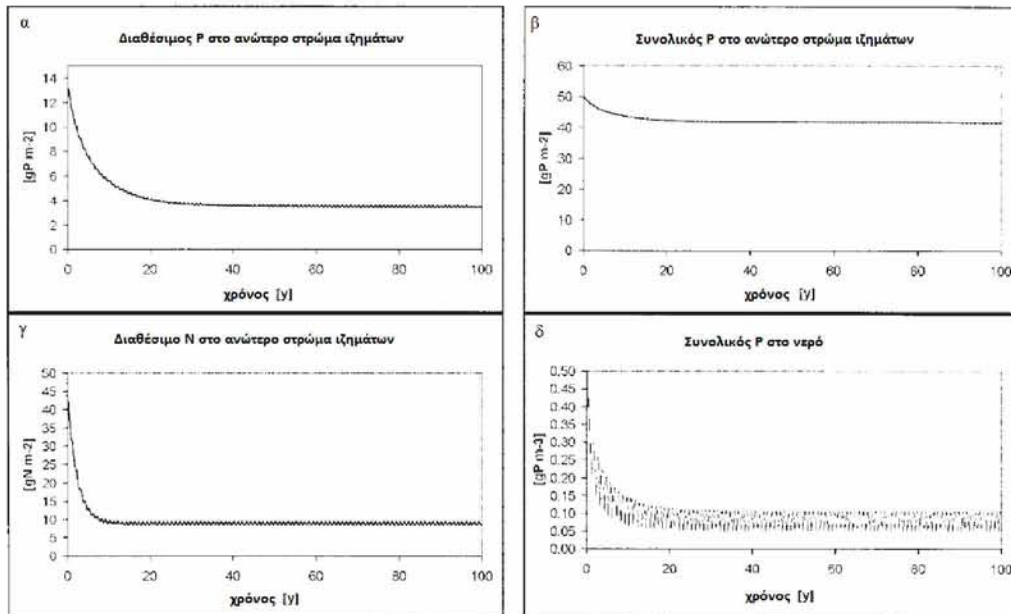 α
Διαθέσιμος P στο ανώτερο στρώμα ιζημάτων
[gP m-2]
14
12
10
8
6
4
2
0
0 20 40 60 80 100
χρόνος [y]
β
Συνολικός P στο ανώτερο στρώμα ιζημάτων
[gP m-2]
60
50
40
30
20
10
0
0 20 40 60 80 100
χρόνος [y]
γ
Διαθέσιμο N στο ανώτερο στρώμα ιζημάτων
[gN m-2]
50
45
40
35
30
25
20
15
10
5
0
0 20 40 60 80 100
χρόνος [y]
δ
Συνολικός P στο νερό
[gP m-3]
0.50
0.45
0.40
0.35
0.30
0.25
0.20
0.15
0.10
0.05
0.00
0 20 40 60 80 100
χρόνος [y]